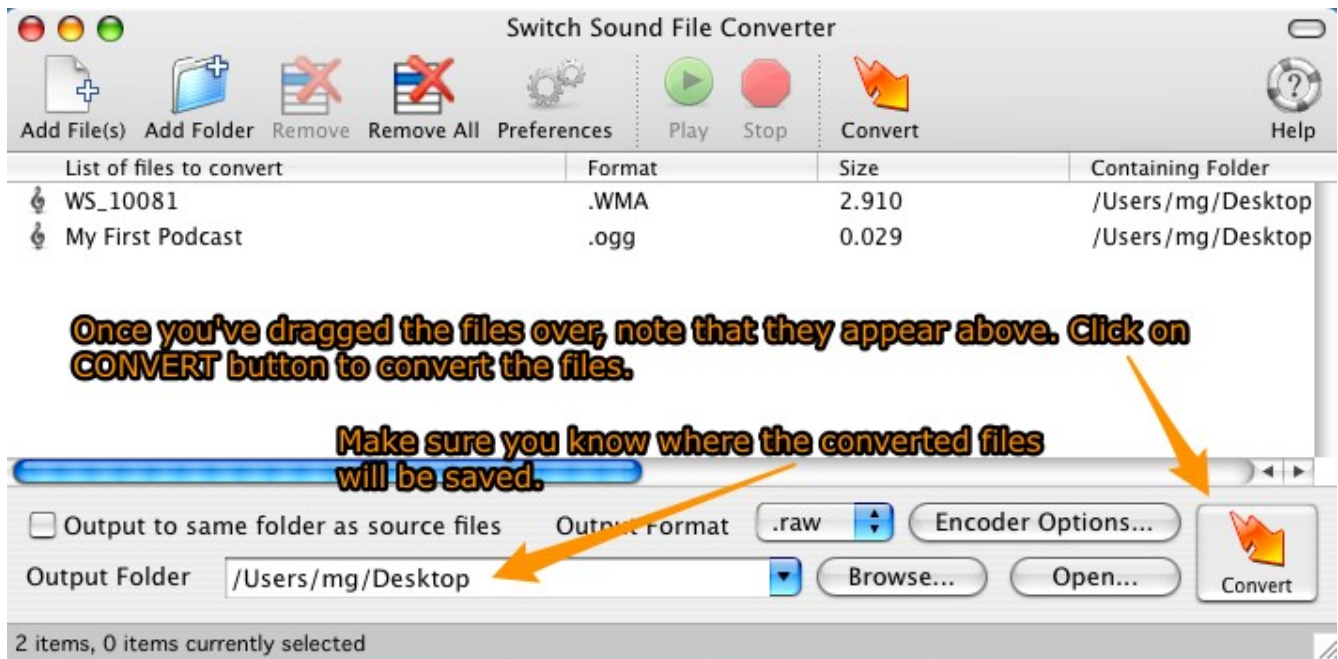 Switch Sound File Converter
Add File(s) Add Folder Remove Remove All Preferences Play Stop Convert Help
List of files to convert Format Size Containing Folder
WS_10081 .WMA 2.910 /Users/mg/Desktop
My First Podcast .ogg 0.029 /Users/mg/Desktop
Once you've dragged the files over, note that they appear above. Click on
CONVERT button to convert the files.
Make sure you know where the converted files
will be saved.
Output to same folder as source files Output Format .raw Encoder Options...
Output Folder /Users/mg/Desktop Browse... Open... Convert
2 items, 0 items currently selected